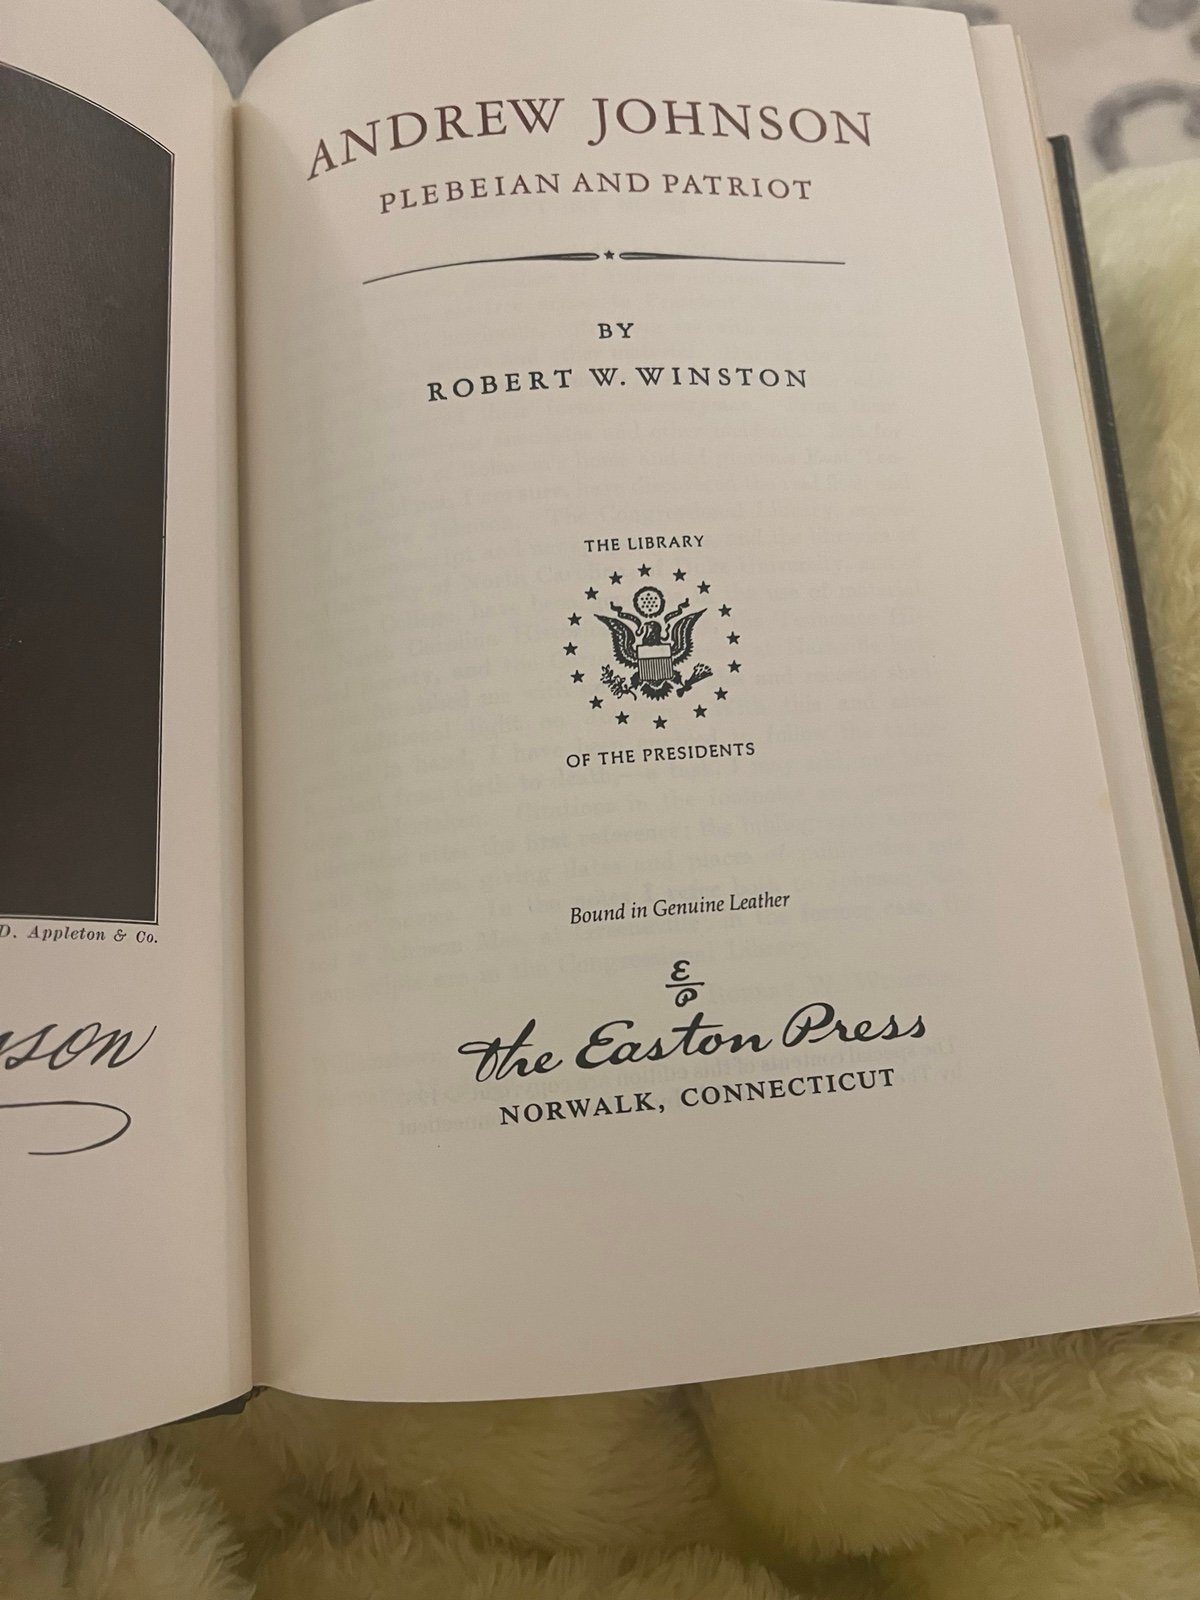 ANDREW JOHNSON
PLEBEIAN AND PATRIOT
BY
ROBERT W. WINSTON
THE LIBRARY
OF THE PRESIDENTS
Bound in Genuine Leather
E
P
The Easton Press
NORWALK, CONNECTICUT
D. Appleton & Co.
nson